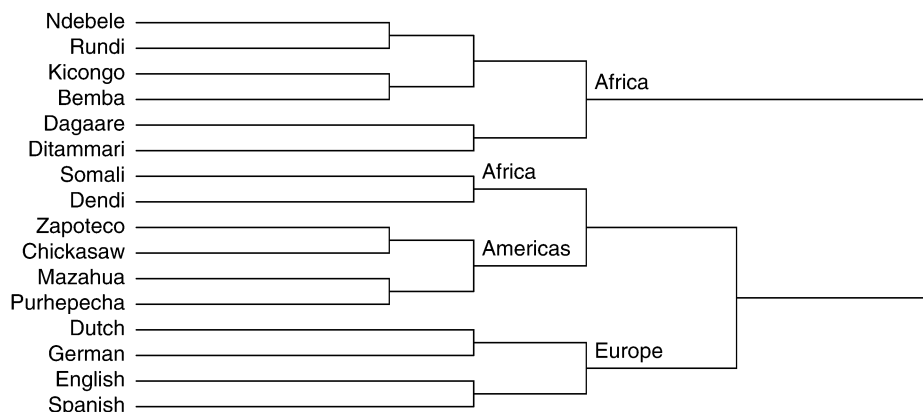 Ndebele
Rundi
Kicongo
Bemba
Africa
Dagaare
Ditammari
Somali
Africa
Dendi
Zapoteco
Chickasaw
Americas
Mazahua
Purhepecha
Dutch
German
Europe
English
Spanish